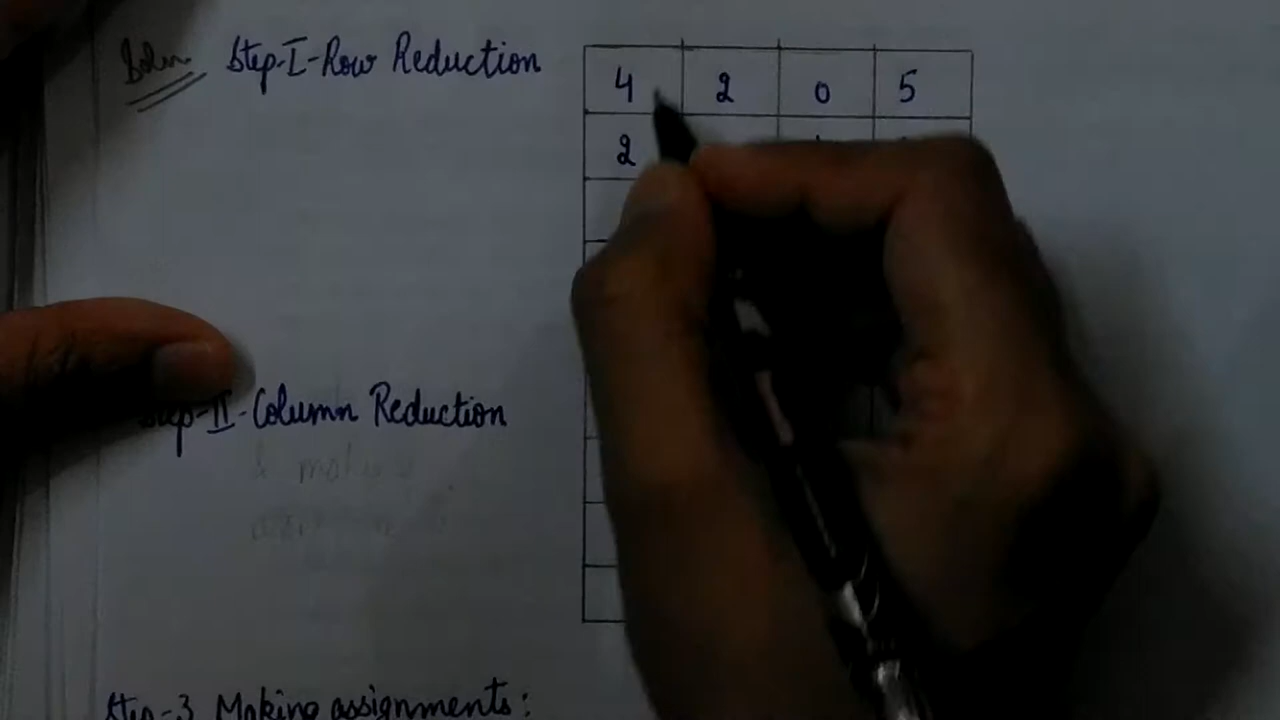 Soln Step-I-Row Reduction
4 2 0 5
2
Step-II-Column Reduction
Step-3 Making assignments: